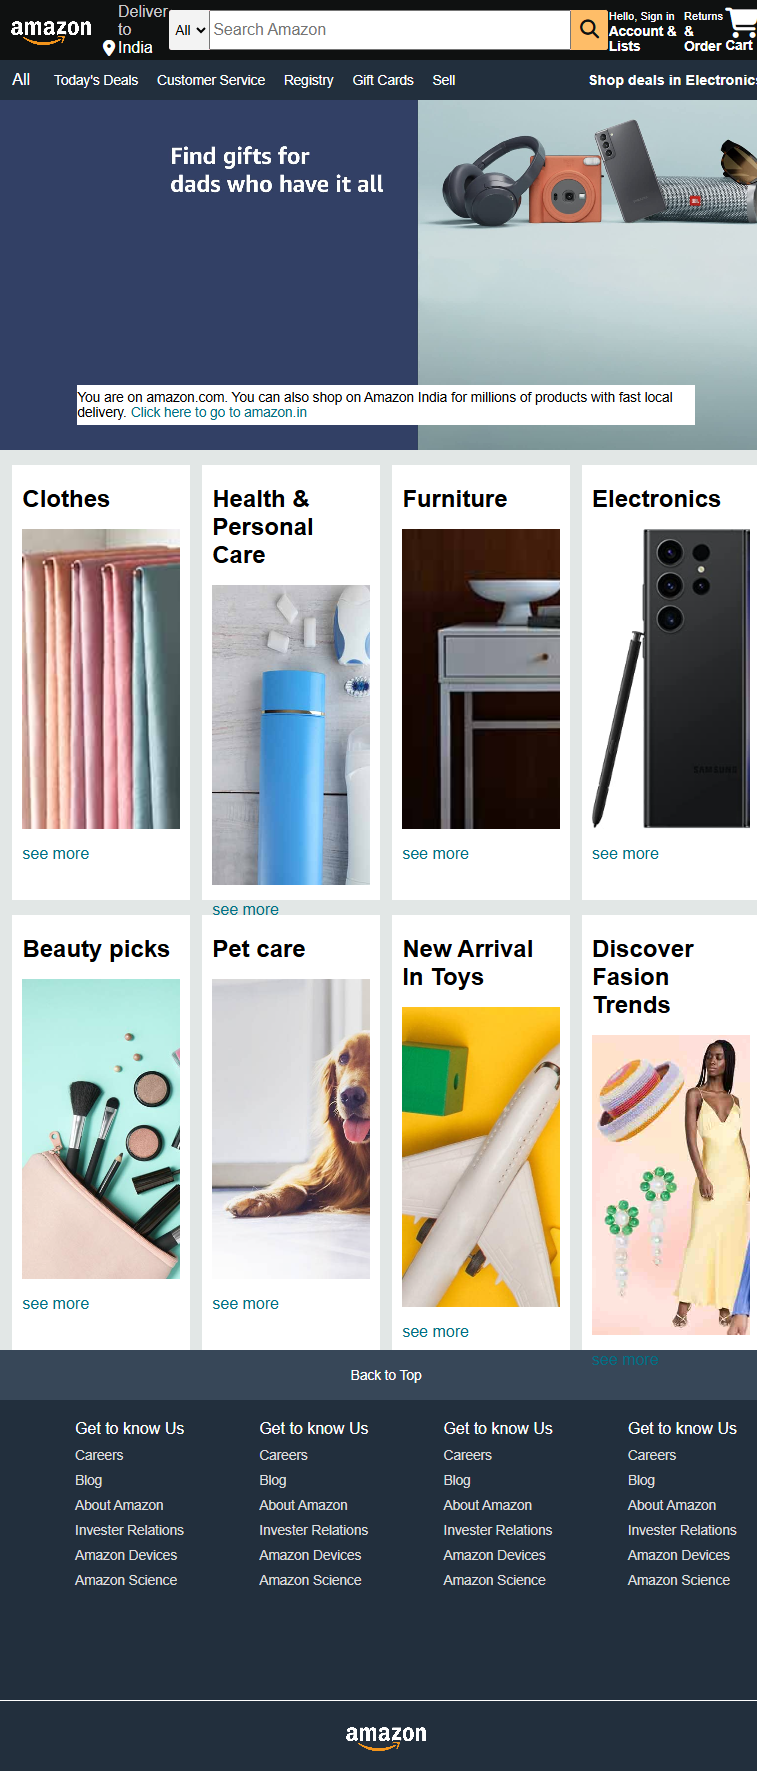 amazon
Deliver
to
India
All
Search Amazon
Hello, Sign in
Account &
Lists
Returns
&
Order
Cart
All Today's Deals Customer Service Registry Gift Cards Sell Shop deals in Electronics
Find gifts for
dads who have it all
JBL
You are on amazon.com. You can also shop on Amazon India for millions of products with fast local
delivery. Click here to go to amazon.in
Clothes
see more
Health &
Personal
Care
see more
Furniture
see more
Electronics
SAMSUNG
see more
Beauty picks
see more
Pet care
see more
New Arrival
In Toys
see more
Discover
Fasion
Trends
see more
Back to Top
Get to know Us
Careers
Blog
About Amazon
Invester Relations
Amazon Devices
Amazon Science
Get to know Us
Careers
Blog
About Amazon
Invester Relations
Amazon Devices
Amazon Science
Get to know Us
Careers
Blog
About Amazon
Invester Relations
Amazon Devices
Amazon Science
Get to know Us
Careers
Blog
About Amazon
Invester Relations
Amazon Devices
Amazon Science
amazon